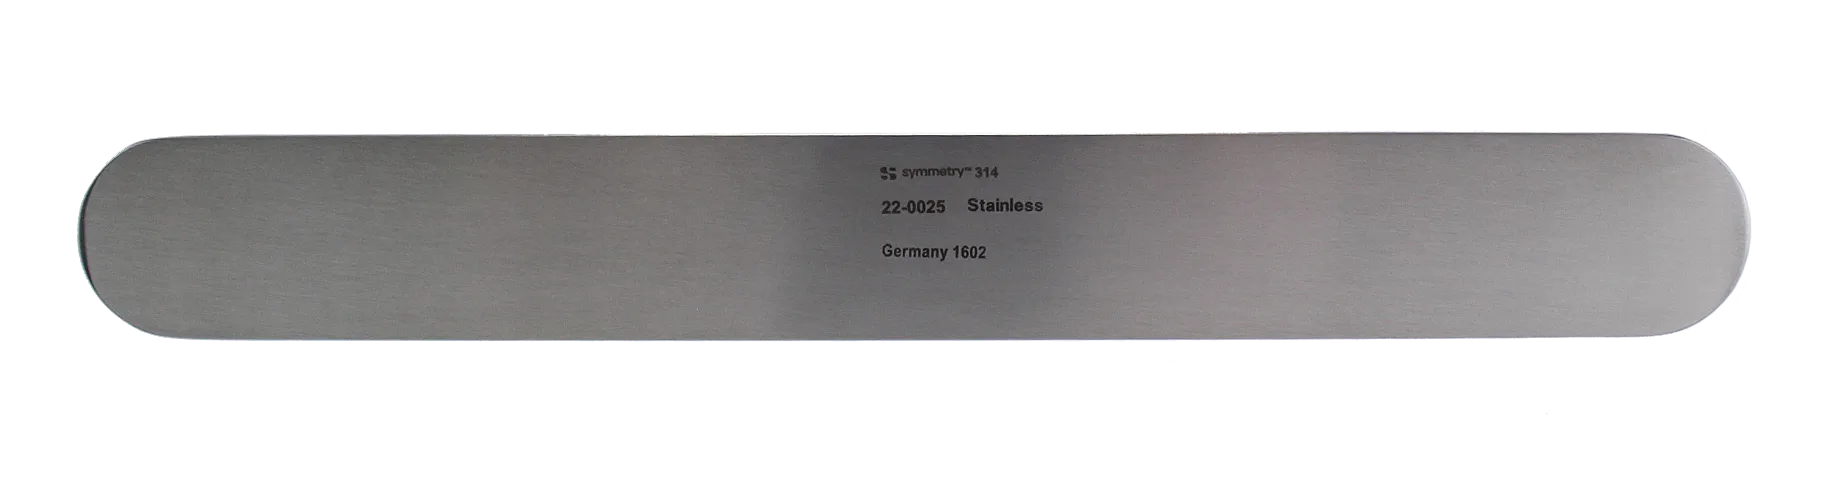 symmetry™ 314
22-0025 Stainless
Germany 1602